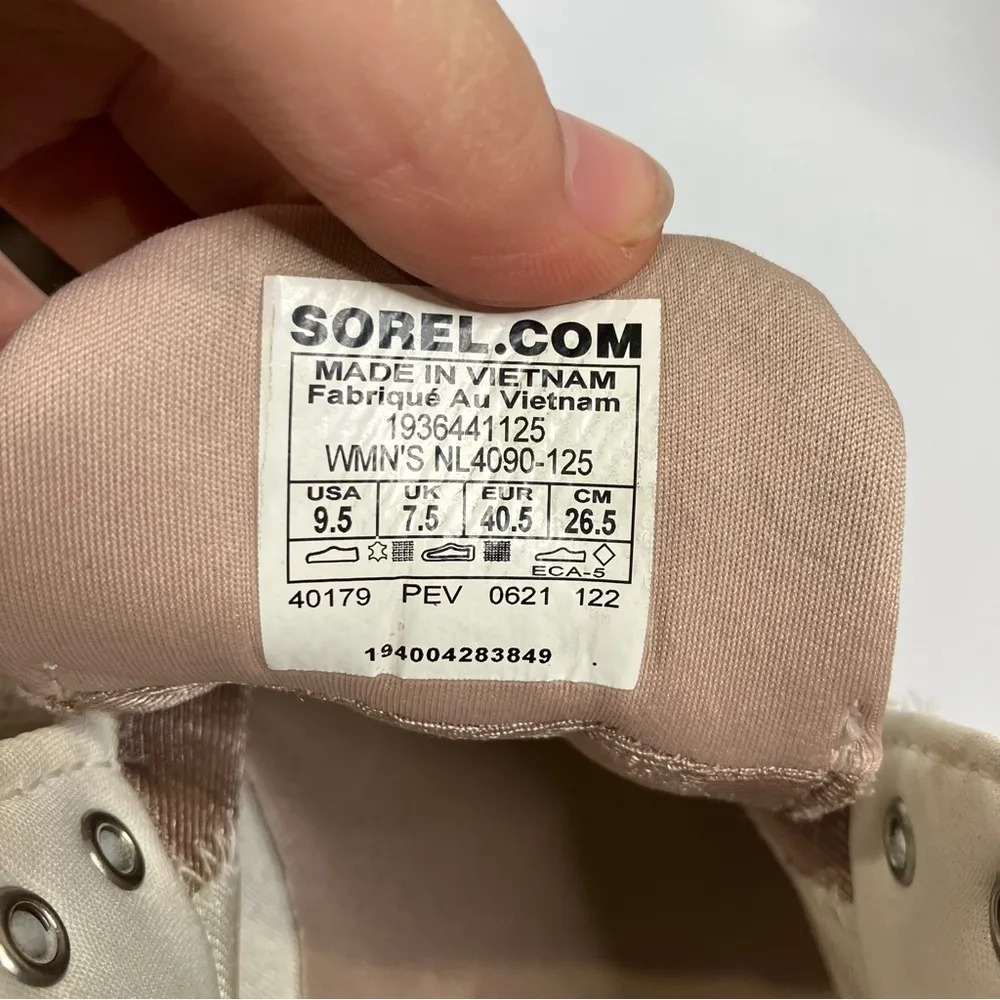 SOREL.COM
MADE IN VIETNAM
Fabriqué Au Vietnam
1936441125
WMN'S NL4090-125
USA UK EUR CM
9.5 7.5 40.5 26.5
ECA-5
40179 PEV 0621 122
194004283849 .